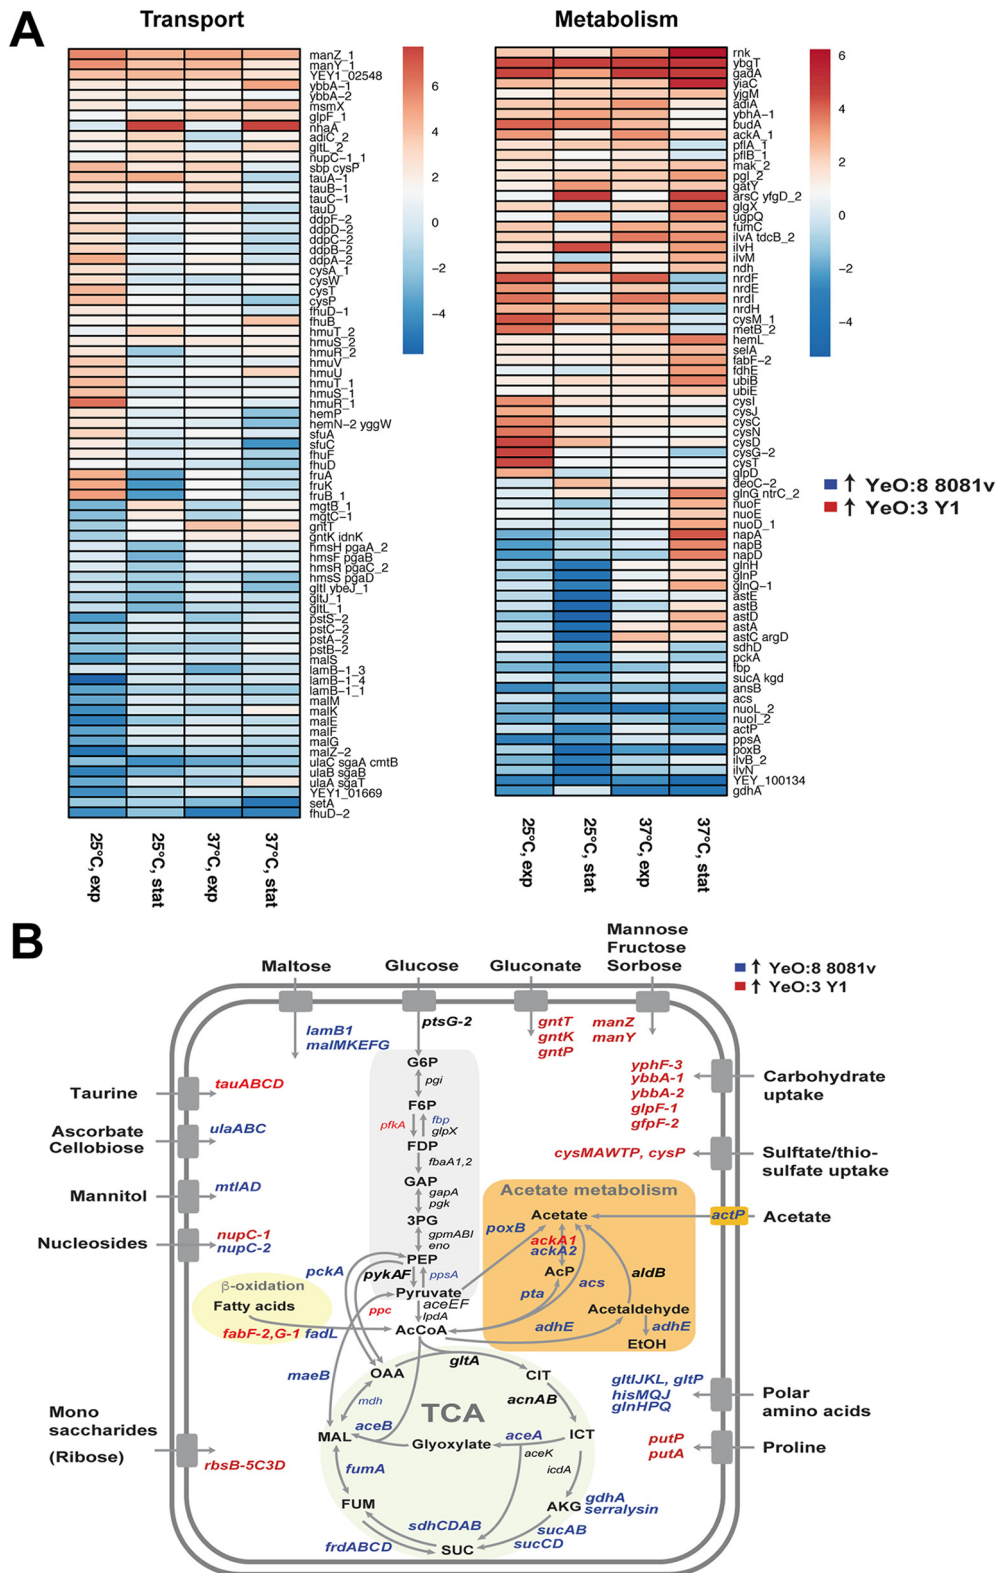 A
Transport
manZ_1
manY_1
YEY1_02548
ybbA-1
ybbA-2
msmX
glpF_1
nhaA
adiC_2
gltL_2
nupC-1_1
sbp cysP
tauA-1
tauB-1
tauC-1
tauD
ddpF-2
ddpD-2
ddpC-2
ddpB-2
ddpA-2
cysA_1
cysW
cysT
cysP
fhuD-1
fhuB
hmuT_2
hmuS_2
hmuR_2
hmuV
hmuU
hmuT_1
hmuS_1
hmuR_1
hemP
hemN-2 yggW
sfuA
sfuC
fhuF
fhuD
fruA
fruK
fruB_1
mgtB_1
mgtC-1
gntT
gntK idnK
hmsH pgaA_2
hmsF pgaB
hmsR pgaC_2
hmsS pgaD
gltI ybeJ_1
gltJ_1
gltL_1
pstS-2
pstC-2
pstA-2
pstB-2
malS
lamB-1_3
lamB-1_4
lamB-1_1
malM
malK
malE
malF
malG
malZ-2
ulaC sgaA cmtB
ulaB sgaB
ulaA sgaT
YEY1_01669
setA
fhuD-2
25°C, exp
25°C, stat
37°C, exp
37°C, stat
6
4
2
0
−2
−4
Metabolism
rnk
ybgT
gadA
yiaC
yjgM
adiA
ybhA-1
budA
ackA_1
pflA_1
pflB_1
mak_2
pgl_2
gatY
arsC yfgD_2
glgX
ugpQ
fumC
ilvA tdcB_2
ilvH
ilvM
ndh
nrdF
nrdE
nrdI
nrdH
cysM_1
metB_2
hemL
selA
fabF-2
fdhE
ubiB
ubiE
cysI
cysJ
cysC
cysN
cysD
cysG-2
cysT
glpD
deoC-2
glnG ntrC_2
nuoF
nuoE
nuoD_1
napA
napB
napD
glnH
glnP
glnQ-1
astE
astB
astD
astA
astC argD
sdhD
pckA
fbp
sucA kgd
ansB
acs
nuoL_2
nuoI_2
actP
ppsA
poxB
ilvB_2
ilvN
YEY_100134
gdhA
25°C, exp
25°C, stat
37°C, exp
37°C, stat
6
4
2
0
−2
−4
↑ YeO:8 8081v
↑ YeO:3 Y1
B
Maltose
Glucose
Gluconate
Mannose
Fructose
Sorbose
↑ YeO:8 8081v
↑ YeO:3 Y1
lamB1
malMKEFG
ptsG-2
gntT
gntK
gntP
manZ
manY
yphF-3
ybbA-1
ybbA-2
glpF-1
gfpF-2
Carbohydrate
uptake
Taurine
tauABCD
Ascorbate
Cellobiose
ulaABC
Mannitol
mtlAD
Nucleosides
nupC-1
nupC-2
G6P
pgi
F6P
pfkA
fbp
glpX
FDP
fbaA1,2
GAP
gapA
pgk
3PG
gpmABI
eno
PEP
pckA
pykAF
ppsA
Pyruvate
ppc
aceEF
lpdA
AcCoA
cysMAWTP, cysP
Sulftate/thio-
sulfate uptake
Acetate metabolism
Acetate
actP
Acetate
poxB
ackA1
ackA2
AcP
pta
acs
aldB
Acetaldehyde
adhE
adhE
EtOH
β-oxidation
Fatty acids
fabF-2,G-1 fadL
maeB
OAA
gltA
CIT
mdh
acnAB
TCA
aceB
MAL
Glyoxylate
aceA
aceK
ICT
icdA
fumA
FUM
AKG
gdhA
serralysin
sdhCDAB
sucAB
sucCD
frdABCD
SUC
Mono
saccharides
(Ribose)
rbsB-5C3D
gltIJKL, gltP
hisMQJ
glnHPQ
Polar
amino acids
putP
putA
Proline